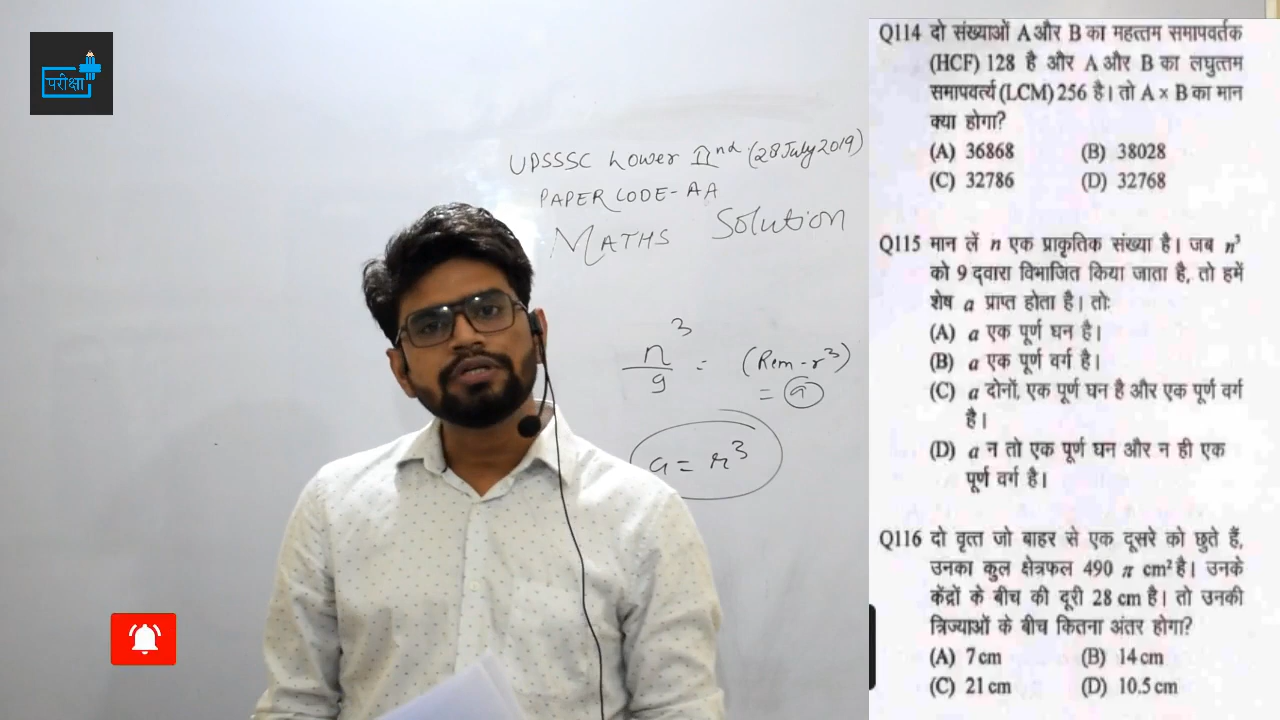 परीक्षा
UPSSSC Lower IInd (28 July 2019)
PAPER CODE - AA
MATHS Solution
n³/9 = (Rem - r³)
= a
a = r³
Q114 दो संख्याओं A और B का महत्तम समापवर्तक
(HCF) 128 है और A और B का लघुत्तम
समापवर्त्य (LCM) 256 है। तो A × B का मान
क्या होगा?
(A) 36868 (B) 38028
(C) 32786 (D) 32768
Q115 मान लें n एक प्राकृतिक संख्या है। जब n³
को 9 द्वारा विभाजित किया जाता है, तो हमें
शेष a प्राप्त होता है। तो:
(A) a एक पूर्ण घन है।
(B) a एक पूर्ण वर्ग है।
(C) a दोनों, एक पूर्ण घन है और एक पूर्ण वर्ग
है।
(D) a न तो एक पूर्ण घन और न ही एक
पूर्ण वर्ग है।
Q116 दो वृत्त जो बाहर से एक दूसरे को छुते हैं,
उनका कुल क्षेत्रफल 490 π cm² है। उनके
केंद्रों के बीच की दूरी 28 cm है। तो उनकी
त्रिज्याओं के बीच कितना अंतर होगा?
(A) 7 cm (B) 14 cm
(C) 21 cm (D) 10.5 cm